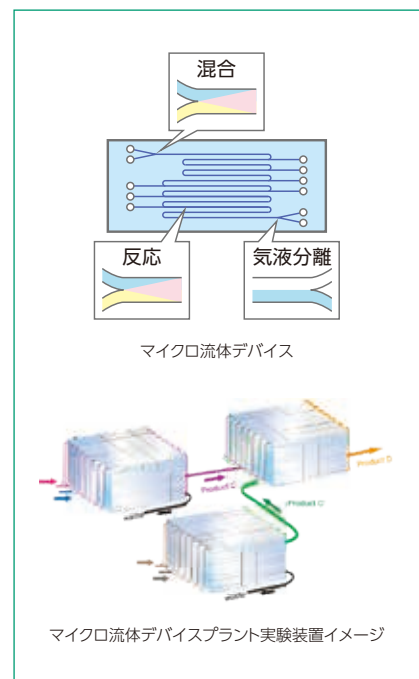 混合
反応
気液分離
マイクロ流体デバイス
Product D
Product C
Product C
マイクロ流体デバイスプラント実験装置イメージ